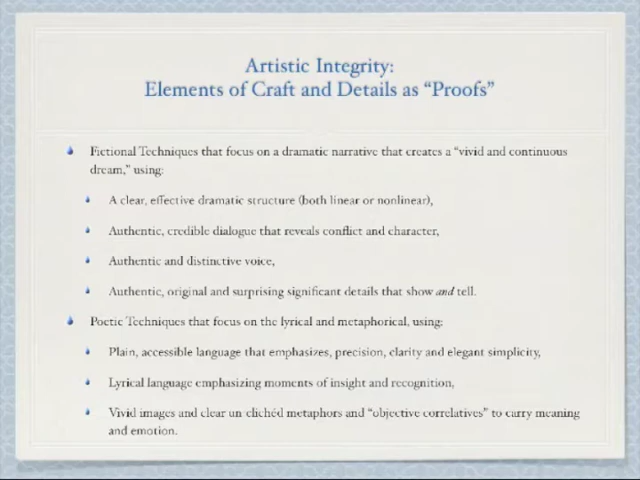 Artistic Integrity:
Elements of Craft and Details as “Proofs”
Fictional Techniques that focus on a dramatic narrative that creates a “vivid and continuous
dream,” using:
A clear, effective dramatic structure (both linear or nonlinear),
Authentic, credible dialogue that reveals conflict and character,
Authentic and distinctive voice,
Authentic, original and surprising significant details that show and tell.
Poetic Techniques that focus on the lyrical and metaphorical, using:
Plain, accessible language that emphasizes, precision, clarity and elegant simplicity,
Lyrical language emphasizing moments of insight and recognition,
Vivid images and clear un clichéd metaphors and “objective correlatives” to carry meaning
and emotion.